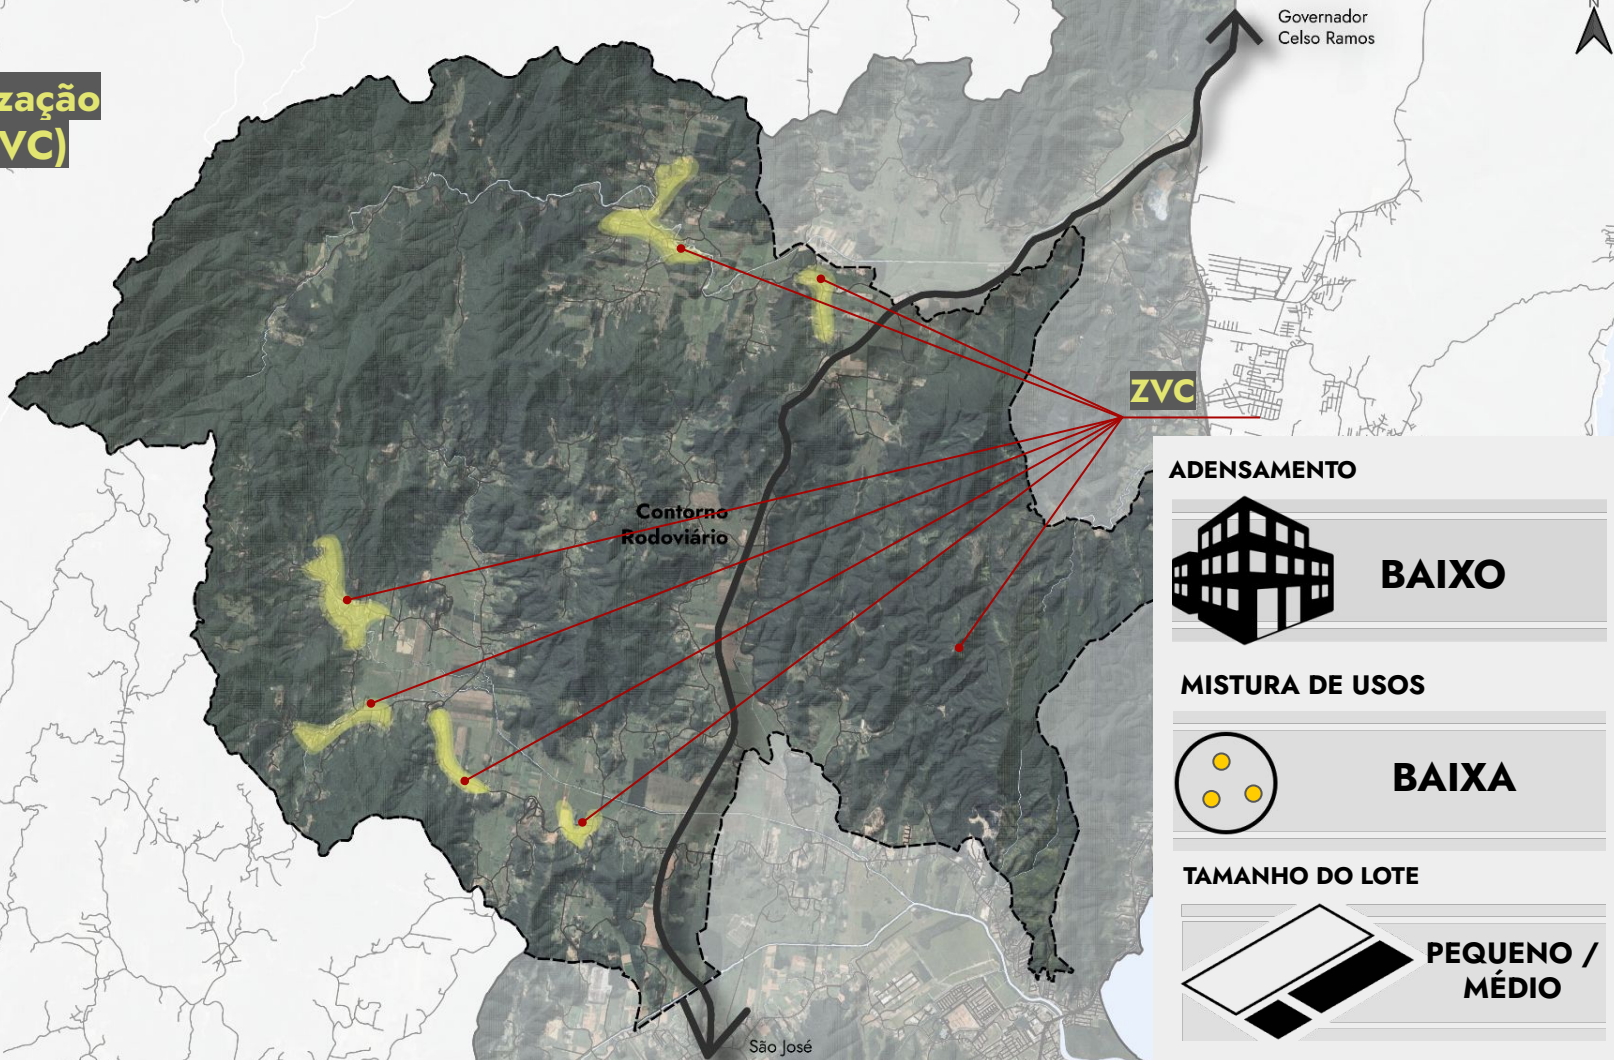 Governador
Celso Ramos
N
zação
VC)
ZVC
ADENSAMENTO
BAIXO
Contorno
Rodoviário
MISTURA DE USOS
BAIXA
TAMANHO DO LOTE
PEQUENO /
MÉDIO
São José